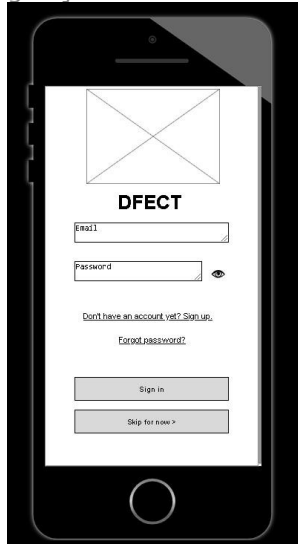 DFECT
Email
Password
Don't have an account yet? Sign up.
Forgot password?
Sign in
Skip for now >